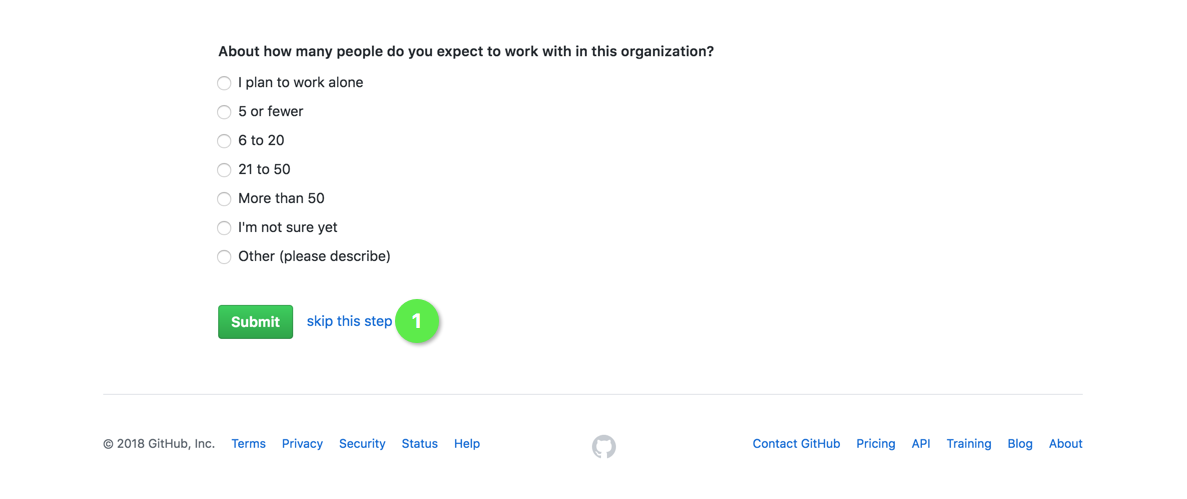 About how many people do you expect to work with in this organization?
I plan to work alone
5 or fewer
6 to 20
21 to 50
More than 50
I'm not sure yet
Other (please describe)
Submit skip this step 1
© 2018 GitHub, Inc. Terms Privacy Security Status Help Contact GitHub Pricing API Training Blog About